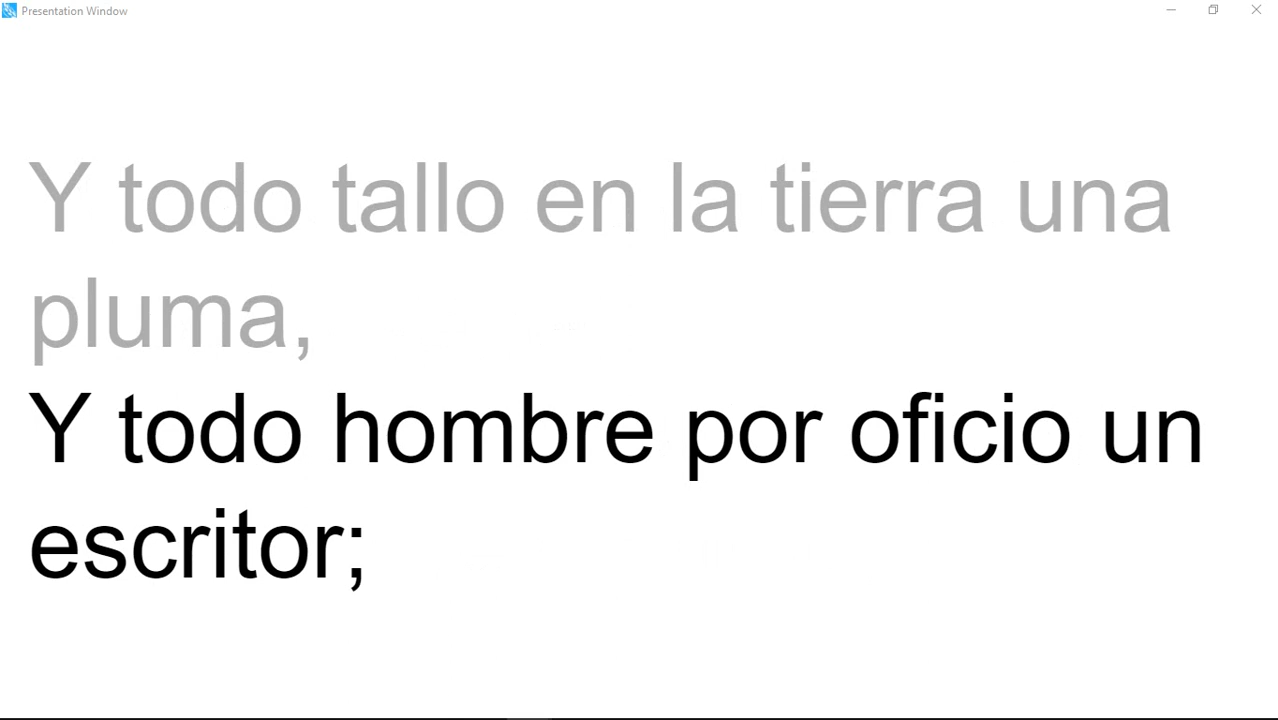 Presentation Window
Y todo tallo en la tierra una
pluma,
Y todo hombre por oficio un
escritor;